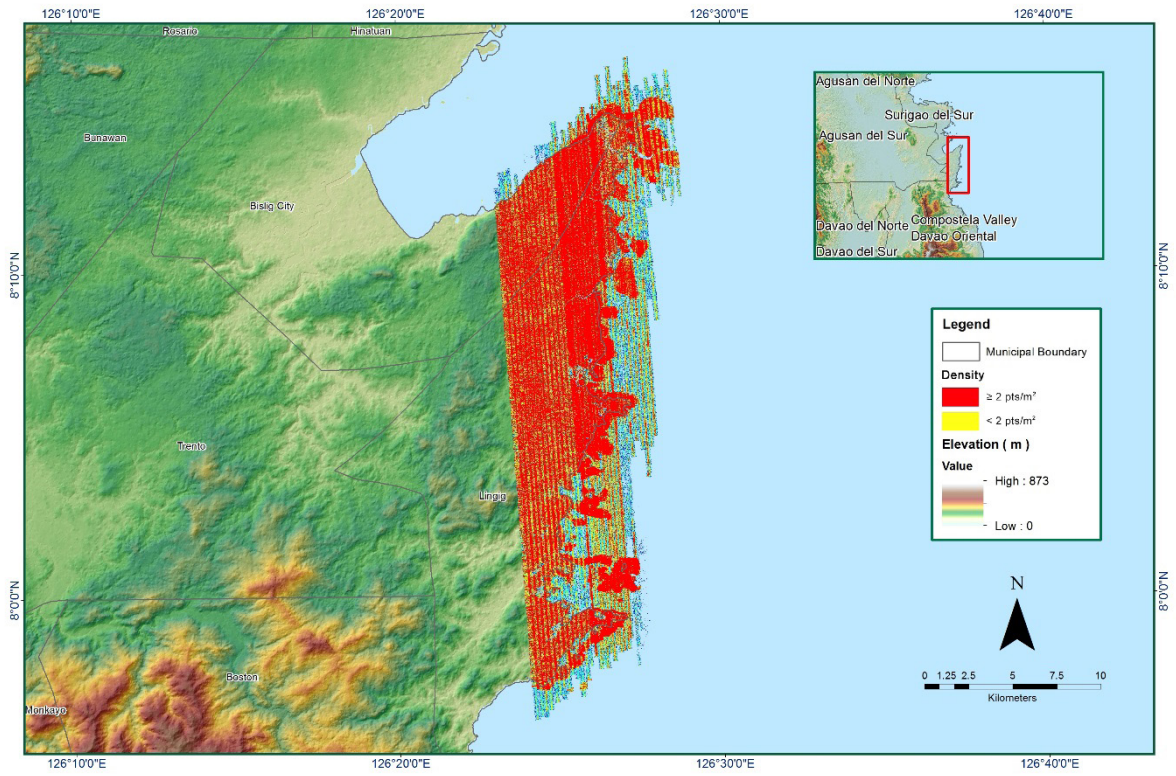 126°10'0"E
126°20'0"E
126°30'0"E
126°40'0"E
Rosario
Hinatuan
Bunawan
Bislig City
Trento
Lingig
Boston
Monkayo
8°10'0"N
8°0'0"N
Agusan del Norte
Surigao del Sur
Agusan del Sur
Davao del Norte
Compostela Valley
Davao Oriental
Davao del Sur
8°10'0"N
8°0'0"N
Legend
Municipal Boundary
Density
≥ 2 pts/m²
< 2 pts/m²
Elevation ( m )
Value
High : 873
Low : 0
N
0 1.25 2.5 5 7.5 10
Kilometers
126°10'0"E
126°20'0"E
126°30'0"E
126°40'0"E